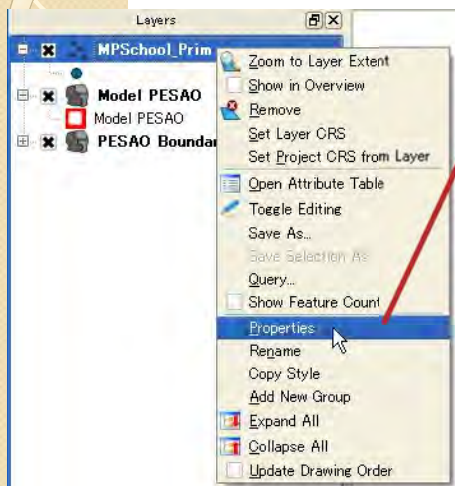 Layers
MPSchool_Prim
Model PESAO
Model PESAO
PESAO Boundar
Zoom to Layer Extent
Show in Overview
Remove
Set Layer CRS
Set Project CRS from Layer
Open Attribute Table
Toggle Editing
Save As...
Save Selection As
Query...
Show Feature Count
Properties
Rename
Copy Style
Add New Group
Expand All
Collapse All
Update Drawing Order